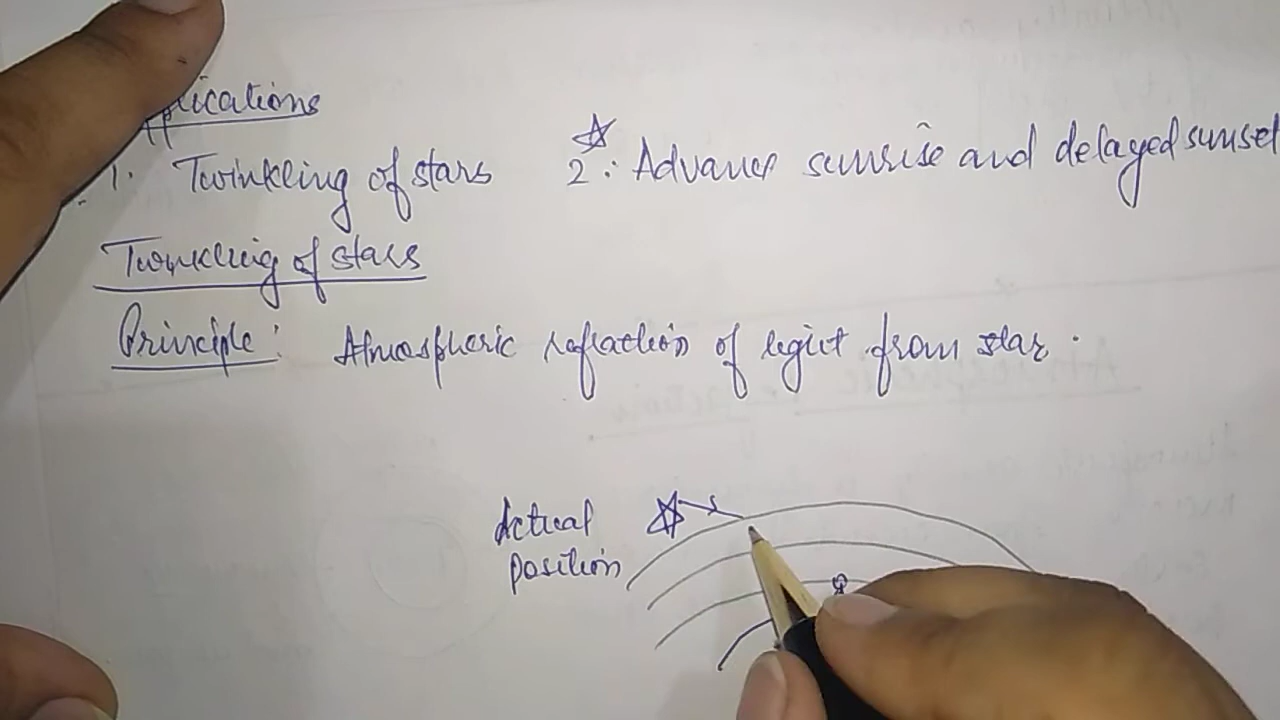 plications
1. Twinkling of stars 2: Advance sunrise and delayed sunset
Twinkling of stars
Principle: Atmospheric refraction of light from star.
Actual
position